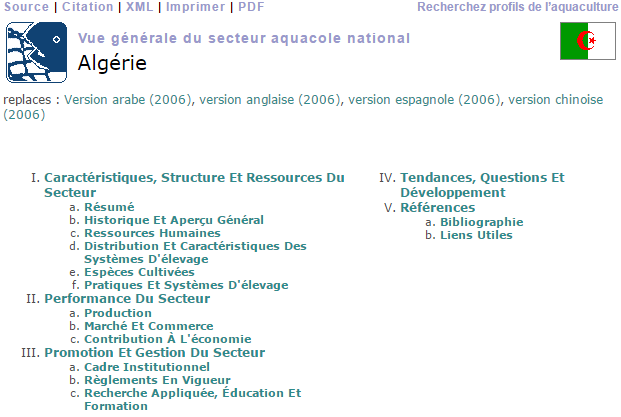 Source | Citation | XML | Imprimer | PDF
Recherchez profils de l'aquaculture
Vue générale du secteur aquacole national
Algérie
replaces : Version arabe (2006), version anglaise (2006), version espagnole (2006), version chinoise
(2006)
I. Caractéristiques, Structure Et Ressources Du
Secteur
a. Résumé
b. Historique Et Aperçu Général
c. Ressources Humaines
d. Distribution Et Caractéristiques Des
Systèmes D'élevage
e. Espèces Cultivées
f. Pratiques Et Systèmes D'élevage
II. Performance Du Secteur
a. Production
b. Marché Et Commerce
c. Contribution À L'économie
III. Promotion Et Gestion Du Secteur
a. Cadre Institutionnel
b. Règlements En Vigueur
c. Recherche Appliquée, Éducation Et
Formation
IV. Tendances, Questions Et
Développement
V. Références
a. Bibliographie
b. Liens Utiles